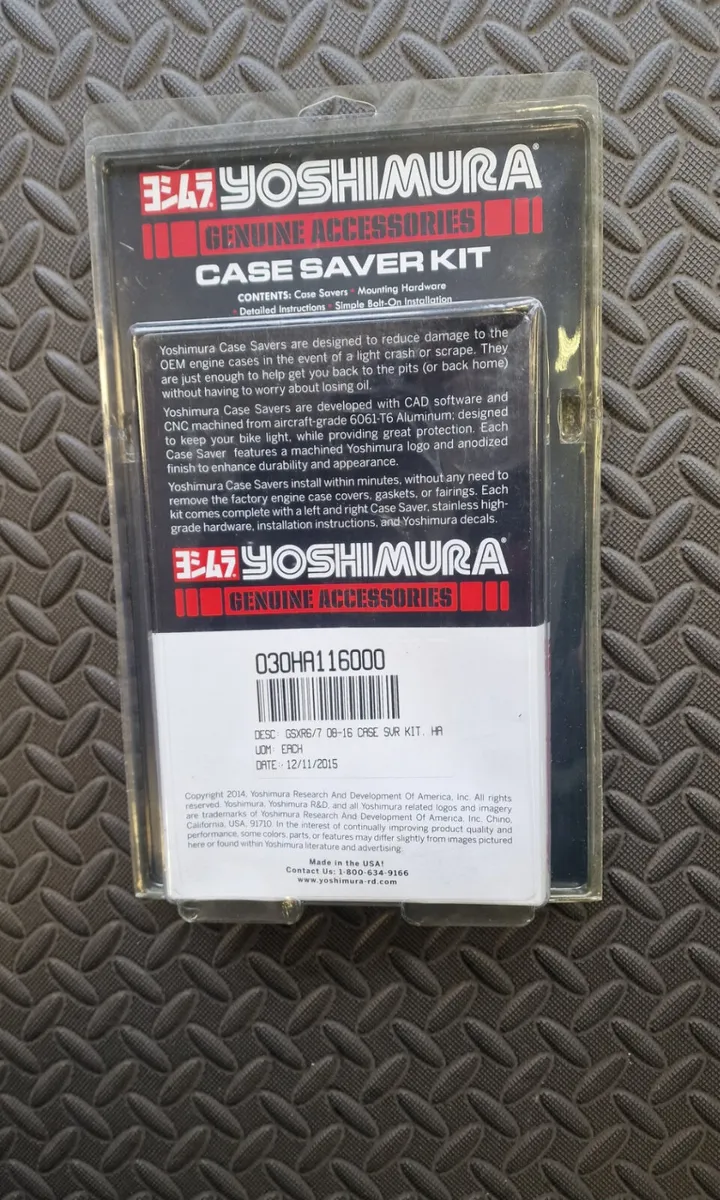 ヨシムラ YOSHIMURA®
GENUINE ACCESSORIES
CASE SAVER KIT
CONTENTS: Case Savers • Mounting Hardware
• Detailed Instructions • Simple Bolt-On Installation
Yoshimura Case Savers are designed to reduce damage to the
OEM engine cases in the event of a light crash or scrape. They
are just enough to help get you back to the pits (or back home)
without having to worry about losing oil.
Yoshimura Case Savers are developed with CAD software and
CNC machined from aircraft-grade 6061-T6 Aluminum; designed
to keep your bike light, while providing great protection. Each
Case Saver features a machined Yoshimura logo and anodized
finish to enhance durability and appearance.
Yoshimura Case Savers install within minutes, without any need to
remove the factory engine case covers, gaskets, or fairings. Each
kit comes complete with a left and right Case Saver, stainless high-
grade hardware, installation instructions, and Yoshimura decals.
ヨシムラ YOSHIMURA®
GENUINE ACCESSORIES
030HA116000
DESC: GSXR6/7 08-16 CASE SVR KIT. HA
UOM: EACH
DATE: 12/11/2015
Copyright 2014, Yoshimura Research And Development Of America, Inc. All rights
reserved. Yoshimura, Yoshimura R&D, and all Yoshimura related logos and imagery
are trademarks of Yoshimura Research And Development Of America, Inc. Chino,
California, USA, 91710. In the interest of continually improving product quality and
performance, some colors, parts, or features may differ slightly from images pictured
here or found within Yoshimura literature and advertising.
Made in the USA!
Contact Us: 1-800-634-9166
www.yoshimura-rd.com